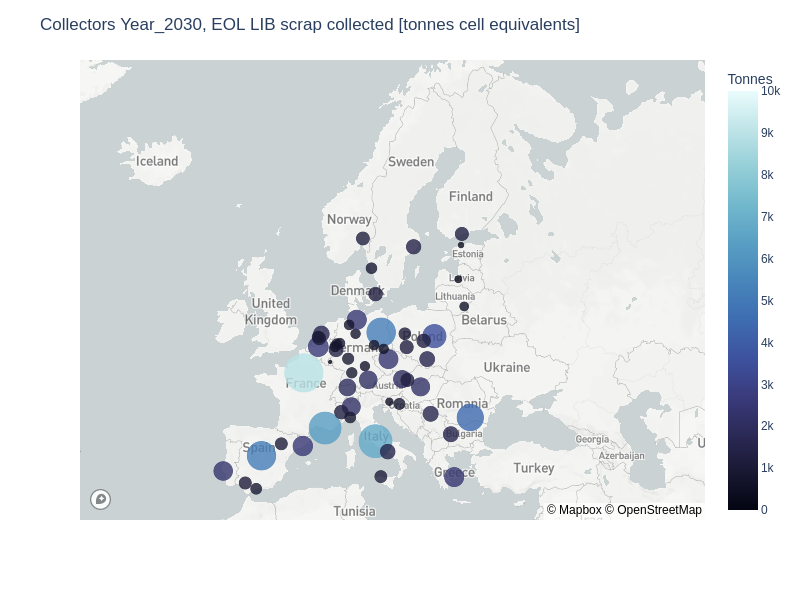 Collectors Year_2030, EOL LIB scrap collected [tonnes cell equivalents]
Tonnes
10k
9k
8k
7k
6k
5k
4k
3k
2k
1k
0
Iceland
Sweden
Finland
Norway
Estonia
Latvia
Denmark
Lithuania
United
Kingdom
Belarus
Poland
Germany
Ukraine
France
Austria
Croatia
Romania
Italy
Bulgaria
Georgia
Azerbaijan
Spain
Greece
Turkey
Tunisia
© Mapbox © OpenStreetMap